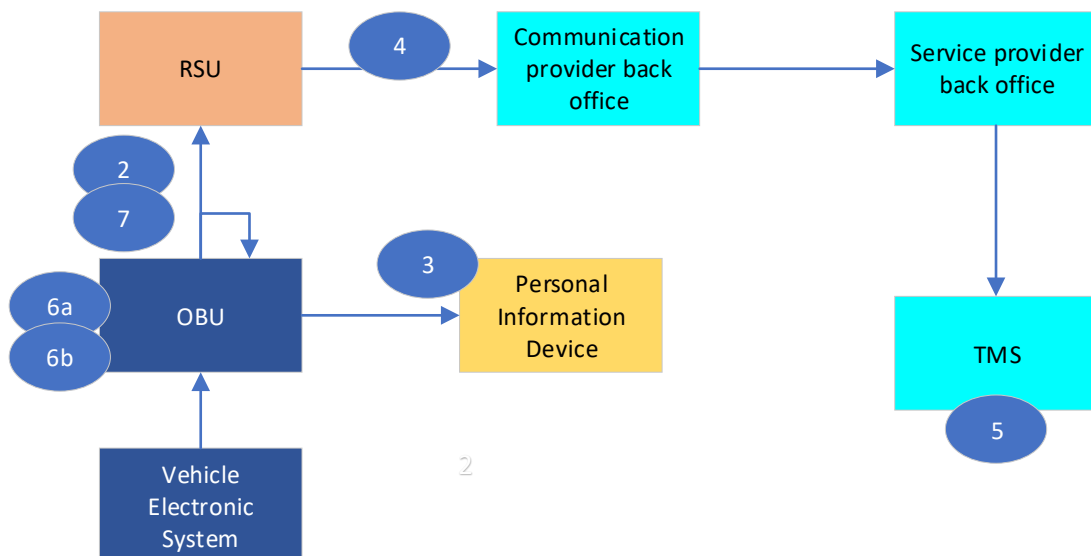 RSU
4
Communication
provider back
office
Service provider
back office
2
7
3
6a
6b
OBU
Personal
Information
Device
TMS
5
Vehicle
Electronic
System
2